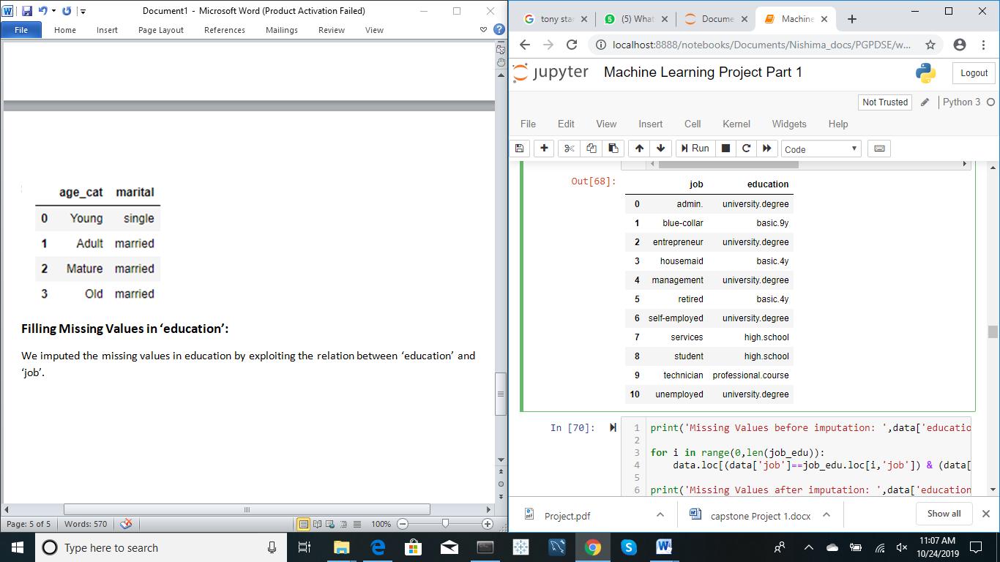 Document1 - Microsoft Word (Product Activation Failed)
File Home Insert Page Layout References Mailings Review View
age_cat marital
0 Young single
1 Adult married
2 Mature married
3 Old married
Filling Missing Values in ‘education’:
We imputed the missing values in education by exploiting the relation between ‘education’ and
‘job’.
Page: 5 of 5 Words: 570 100%
tony sta (5) What Docume Machine
localhost:8888/notebooks/Documents/Nishima_docs/PGPDSE/w...
jupyter Machine Learning Project Part 1 Logout
Not Trusted Python 3
File Edit View Insert Cell Kernel Widgets Help
Run Code
Out[68]:
job education
0 admin. university.degree
1 blue-collar basic.9y
2 entrepreneur university.degree
3 housemaid basic.4y
4 management university.degree
5 retired basic.4y
6 self-employed university.degree
7 services high.school
8 student high.school
9 technician professional.course
10 unemployed university.degree
In [70]:
1 print('Missing Values before imputation: ',data['educatio
2
3 for i in range(0,len(job_edu)):
4 data.loc[(data['job']==job_edu.loc[i,'job']) & (data[
5
6 print('Missing Values after imputation: ',data['education
Project.pdf capstone Project 1.docx Show all
Type here to search
11:07 AM
10/24/2019